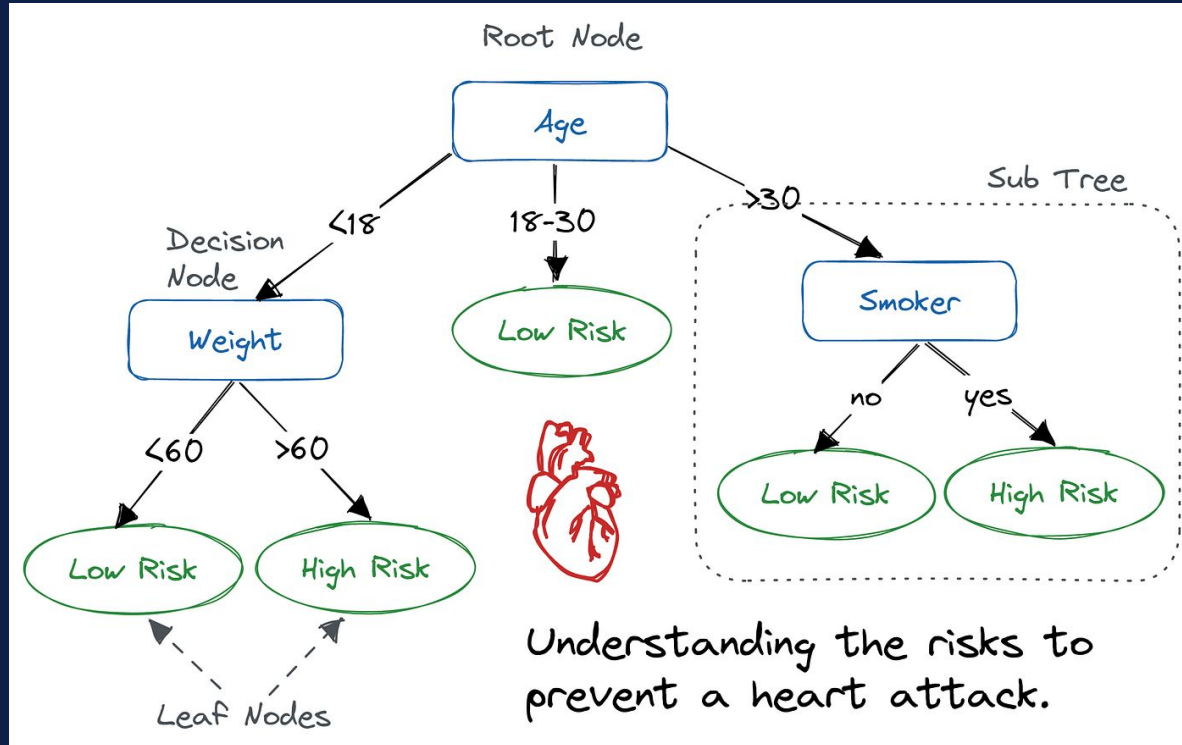 Root Node
Age
<18
18-30
>30
Sub Tree
Decision
Node
Weight
Low Risk
Smoker
<60
>60
no
yes
Low Risk
High Risk
Low Risk
High Risk
Leaf Nodes
Understanding the risks to
prevent a heart attack.